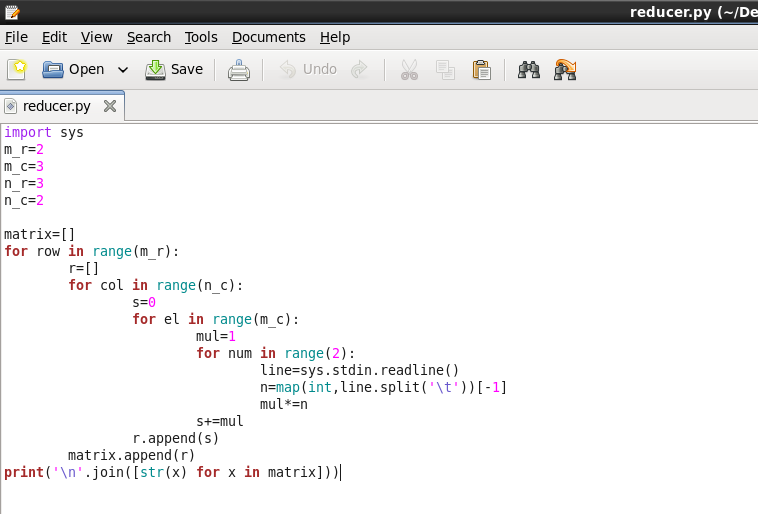 reducer.py (~/De
File Edit View Search Tools Documents Help
Open Save Undo
reducer.py
import sys
m_r=2
m_c=3
n_r=3
n_c=2

matrix=[]
for row in range(m_r):
        r=[]
        for col in range(n_c):
                s=0
                for el in range(m_c):
                        mul=1
                        for num in range(2):
                                line=sys.stdin.readline()
                                n=map(int,line.split('\t'))[-1]
                                mul*=n
                        s+=mul
                r.append(s)
        matrix.append(r)
print('\n'.join([str(x) for x in matrix]))